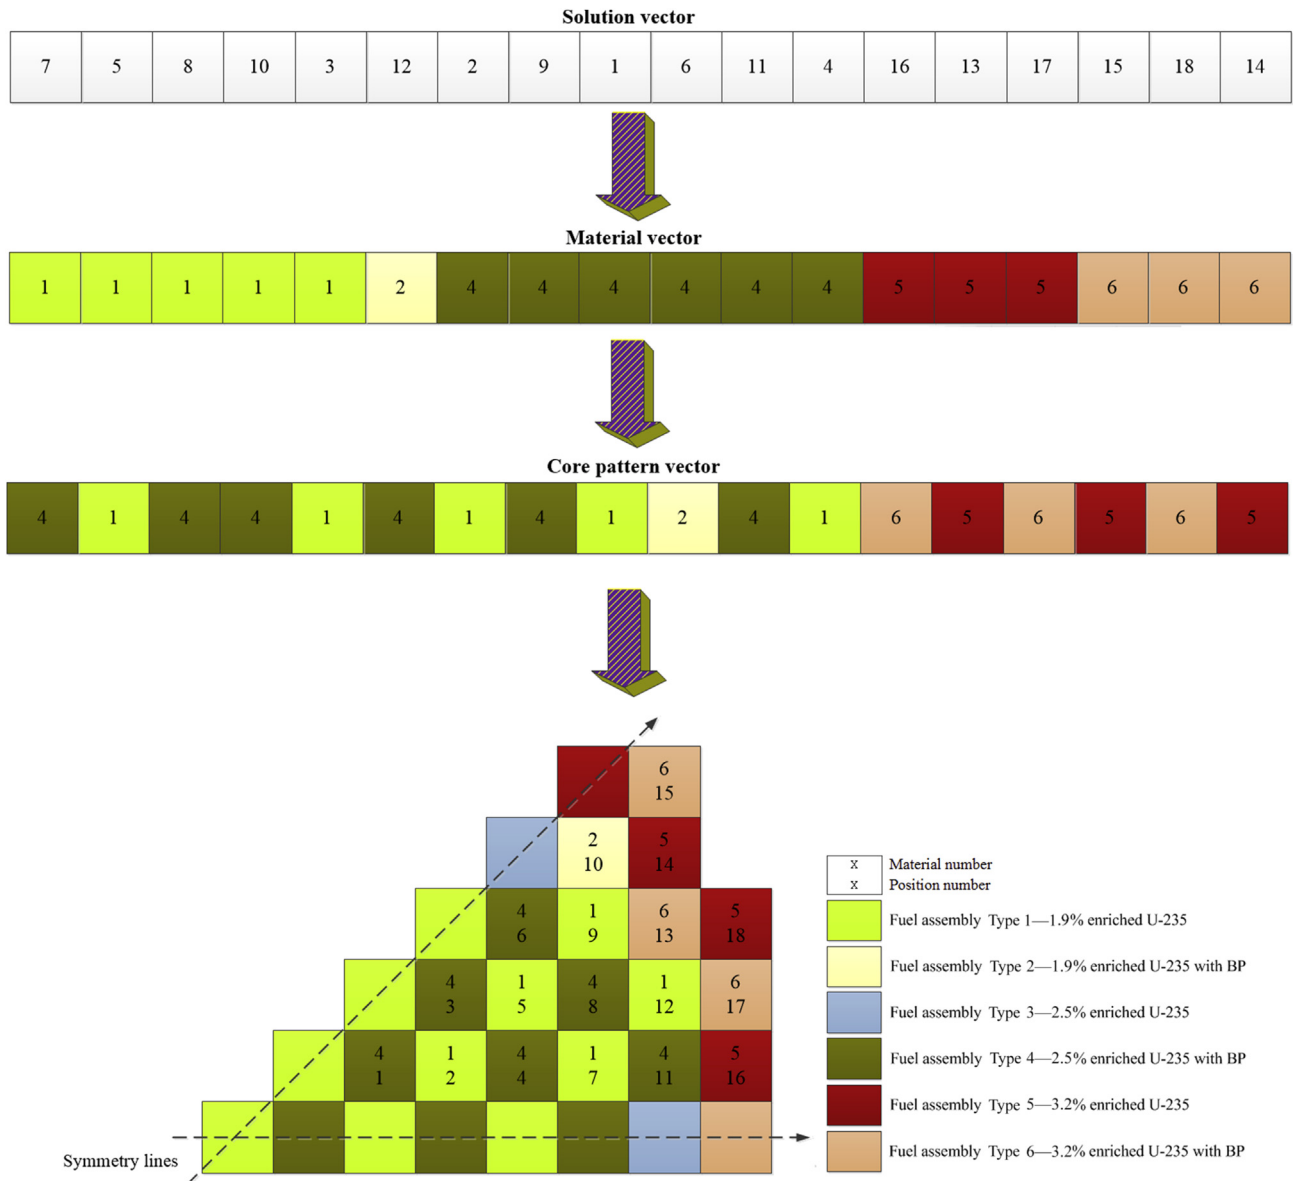 Solution vector
7 5 8 10 3 12 2 9 1 6 11 4 16 13 17 15 18 14
Material vector
1 1 1 1 1 2 4 4 4 4 4 4 5 5 5 6 6 6
Core pattern vector
4 1 4 4 1 4 1 4 1 2 4 1 6 5 6 5 6 5
6
15
2 5
10 14
4 1 6 5
6 9 13 18
4 1 4 1 6
3 5 8 12 17
4 1 4 1 4 5
1 2 4 7 11 16
Symmetry lines
x Material number
x Position number
Fuel assembly Type 1—1.9% enriched U-235
Fuel assembly Type 2—1.9% enriched U-235 with BP
Fuel assembly Type 3—2.5% enriched U-235
Fuel assembly Type 4—2.5% enriched U-235 with BP
Fuel assembly Type 5—3.2% enriched U-235
Fuel assembly Type 6—3.2% enriched U-235 with BP